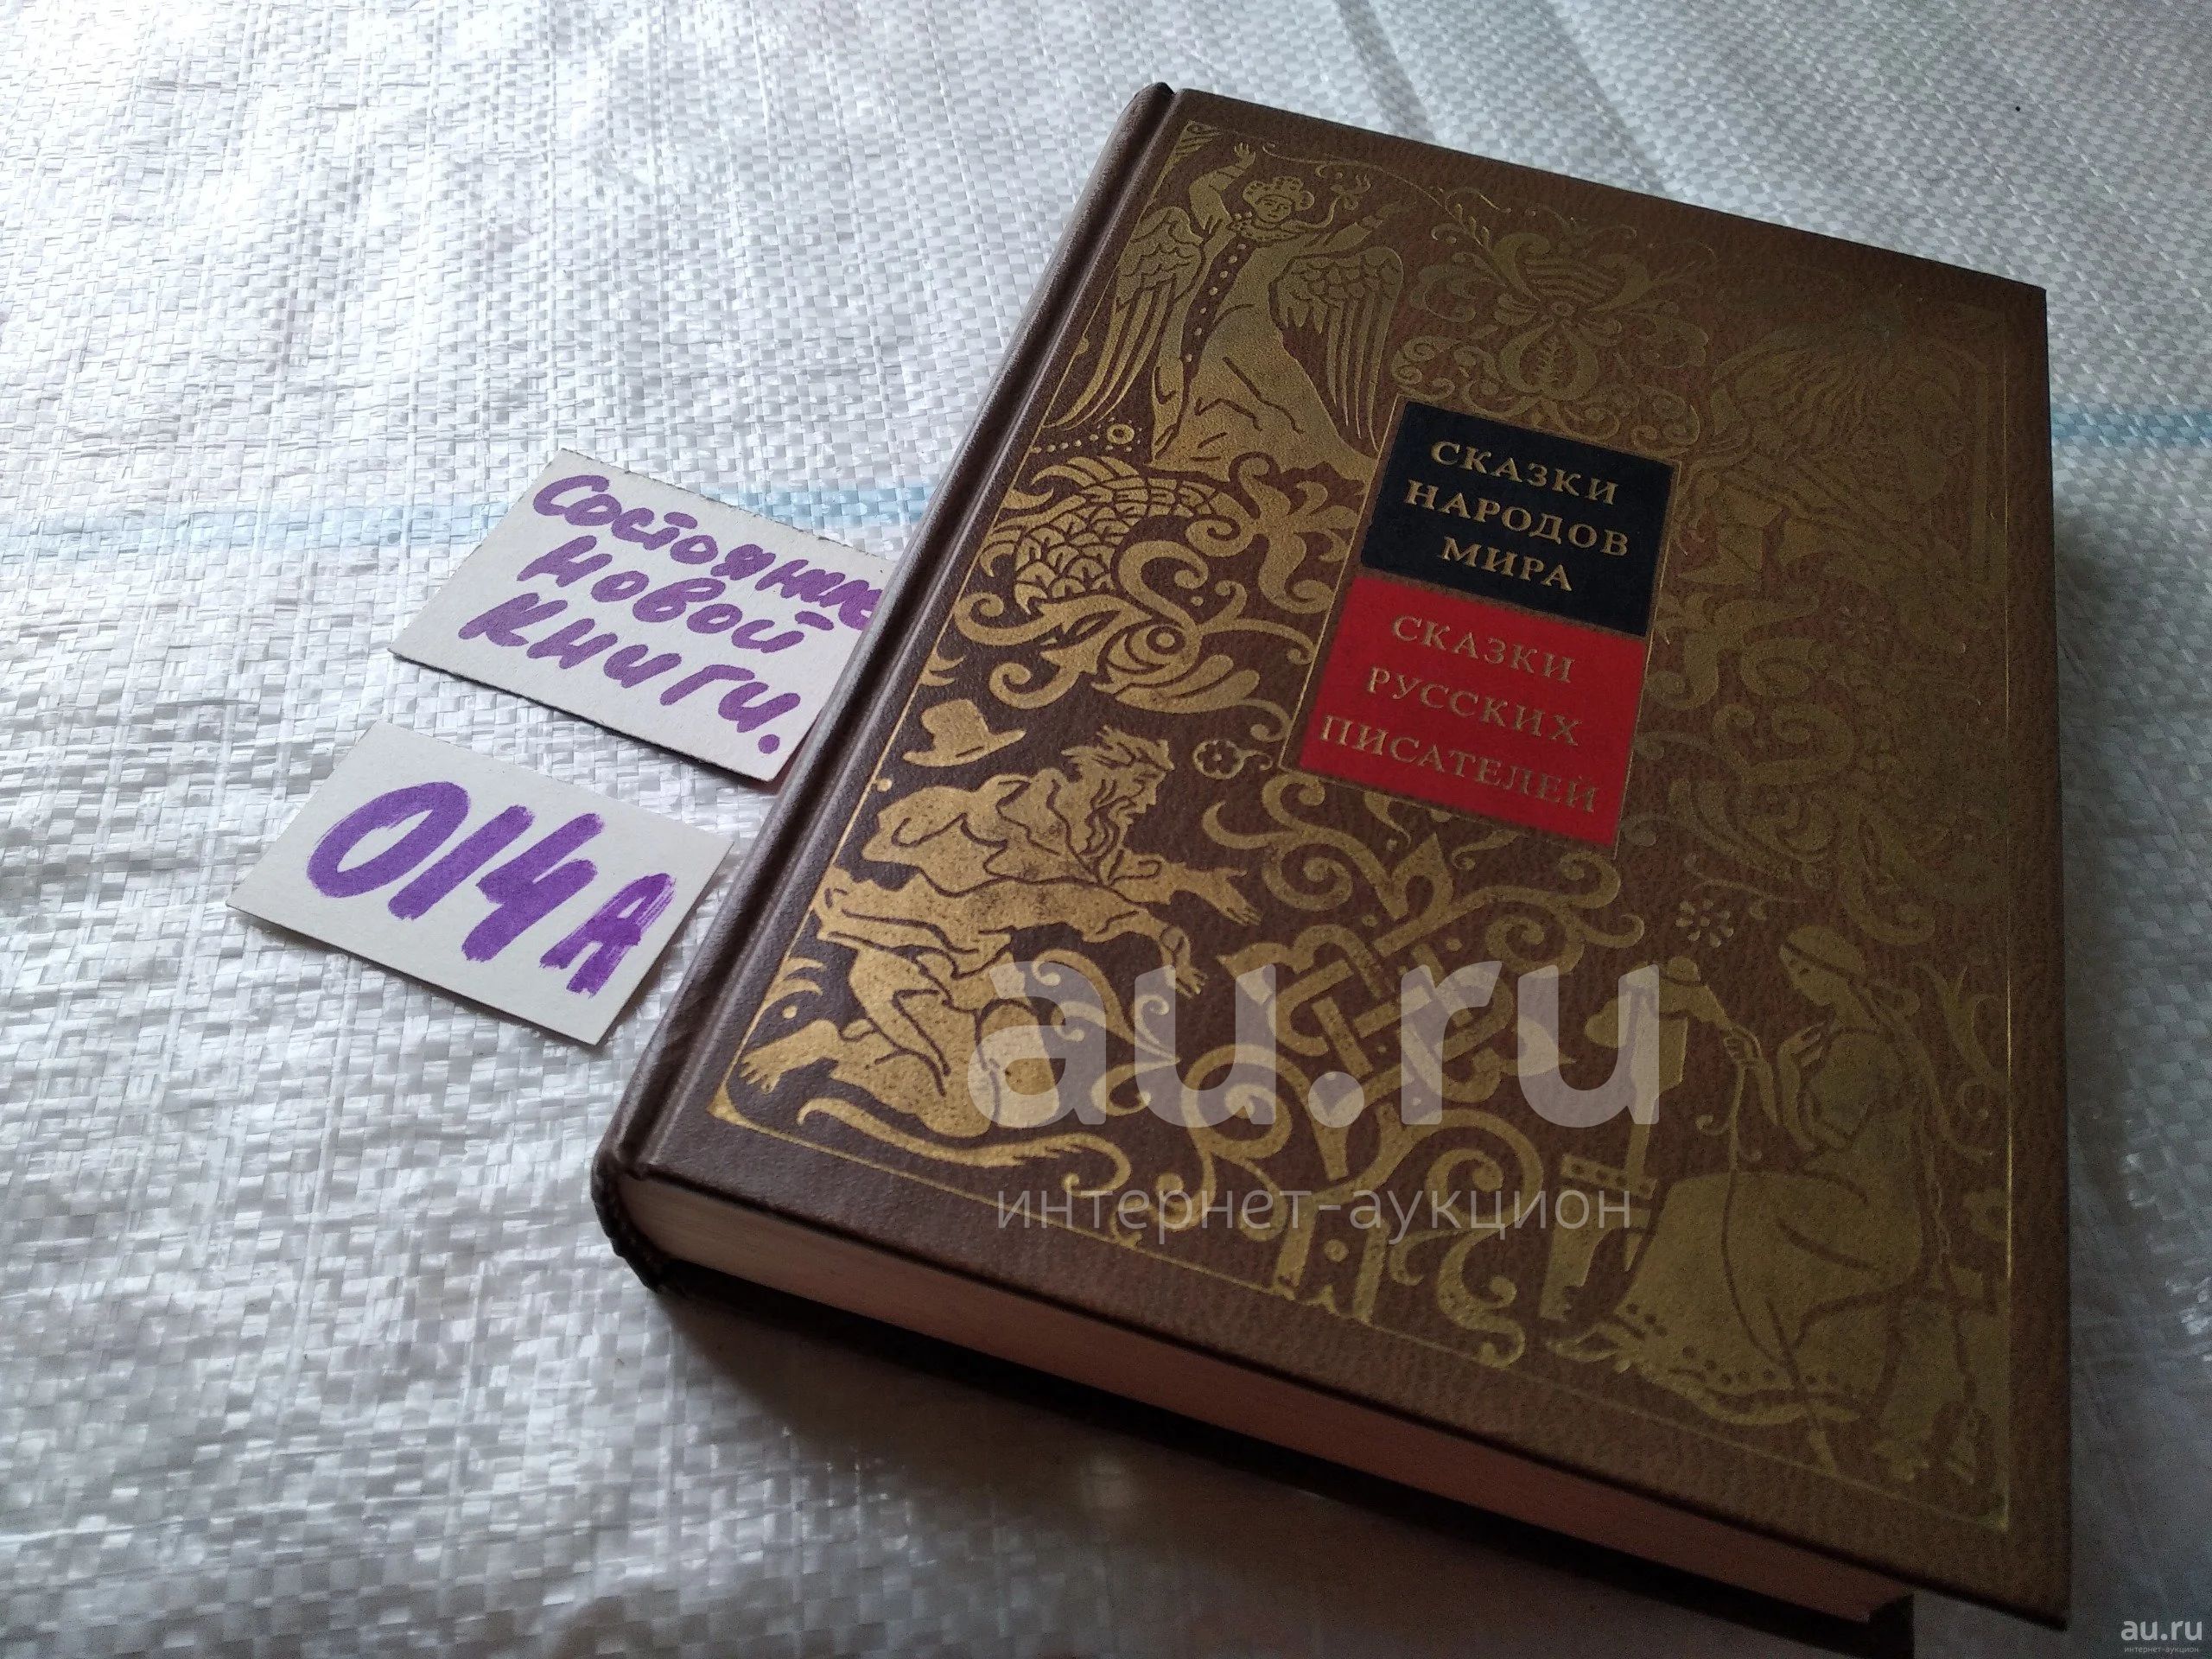 Состояние
новой
книги.
014А
СКАЗКИ
НАРОДОВ
МИРА
СКАЗКИ
РУССКИХ
ПИСАТЕЛЕЙ
au.ru
интернет-аукцион
au.ru
интернет-аукцион